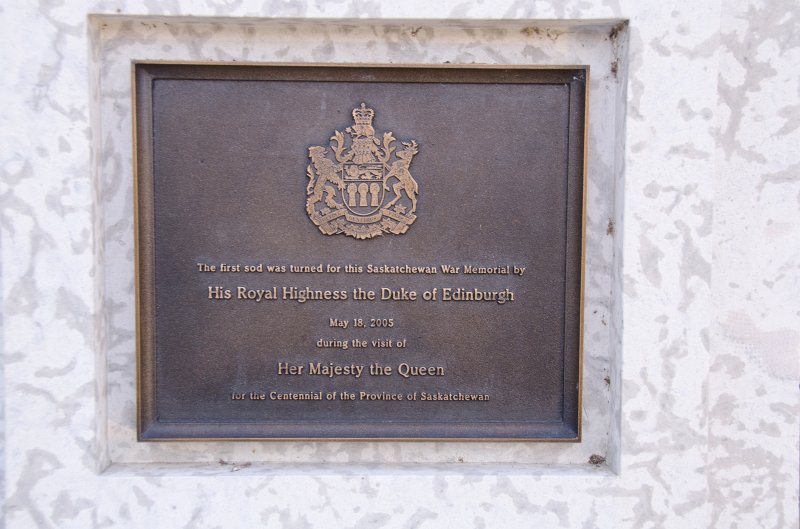 The first sod was turned for this Saskatchewan War Memorial by
His Royal Highness the Duke of Edinburgh
May 18, 2005
during the visit of
Her Majesty the Queen
for the Centennial of the Province of Saskatchewan